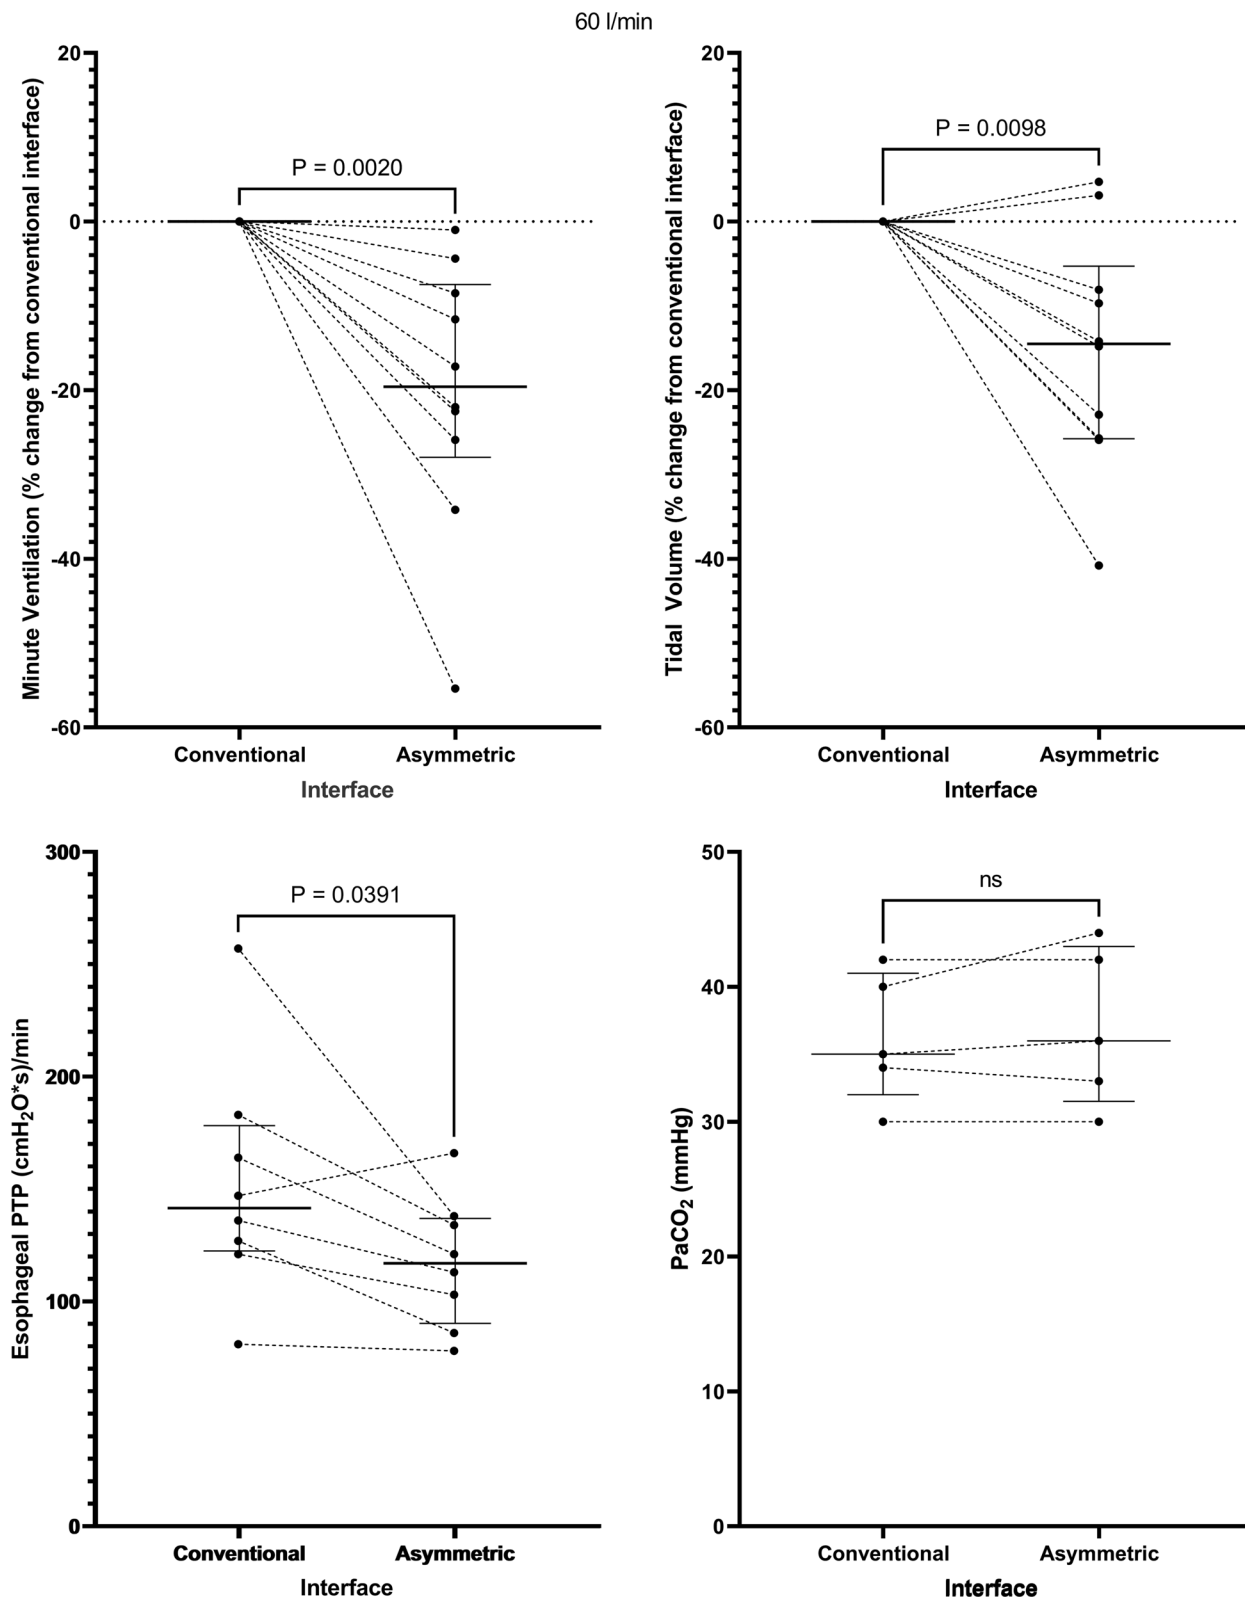 60 l/min
Minute Ventilation (% change from conventional interface)
20
0
-20
-40
-60
P = 0.0020
Conventional
Asymmetric
Interface
Tidal Volume (% change from conventional interface)
20
0
-20
-40
-60
P = 0.0098
Conventional
Asymmetric
Interface
Esophageal PTP (cmH₂O*s)/min
300
200
100
0
P = 0.0391
Conventional
Asymmetric
Interface
PaCO₂ (mmHg)
50
40
30
20
10
0
ns
Conventional
Asymmetric
Interface